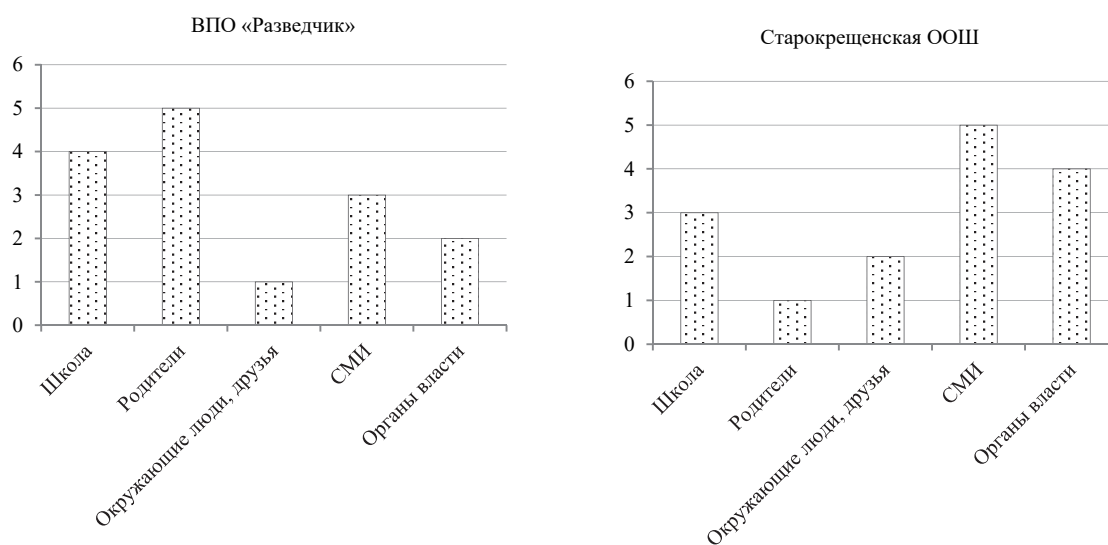 ВПО «Разведчик»
6
5
4
3
2
1
0
Школа
Родители
Окружающие люди, друзья
СМИ
Органы власти
Старокрещенская ООШ
6
5
4
3
2
1
0
Школа
Родители
Окружающие люди, друзья
СМИ
Органы власти